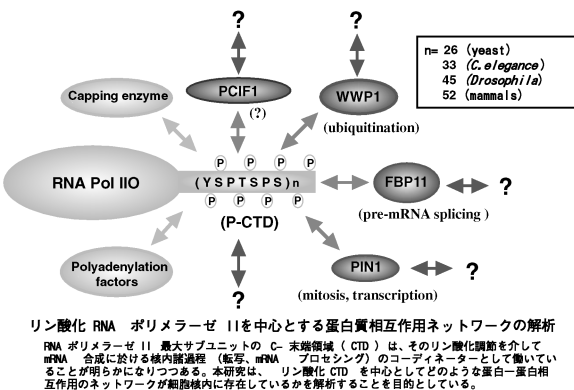 ?
?
n= 26 (yeast)
33 (C.elegance)
45 (Drosophila)
52 (mammals)
Capping enzyme
PCIF1
(?)
WWP1
(ubiquitination)
P P P P
RNA Pol IIO
(YSPTSPS)n
FBP11
?
P P P P
(pre-mRNA splicing )
(P-CTD)
Polyadenylation
factors
PIN1
?
(mitosis, transcription)
?
リン酸化 RNA ポリメラーゼ IIを中心とする蛋白質相互作用ネットワークの解析
RNA ポリメラーゼ II 最大サブユニットの C- 末端領域 ( CTD ) は、そのリン酸化調節を介して
mRNA 合成に於ける核内諸過程 (転写、mRNA プロセシング) のコーディネーターとして働いてい
ることが明らかになりつつある。本研究は、 リン酸化 CTD を中心としてどのような蛋白ー蛋白相
互作用のネットワークが細胞核内に存在しているかを解析することを目的としている。